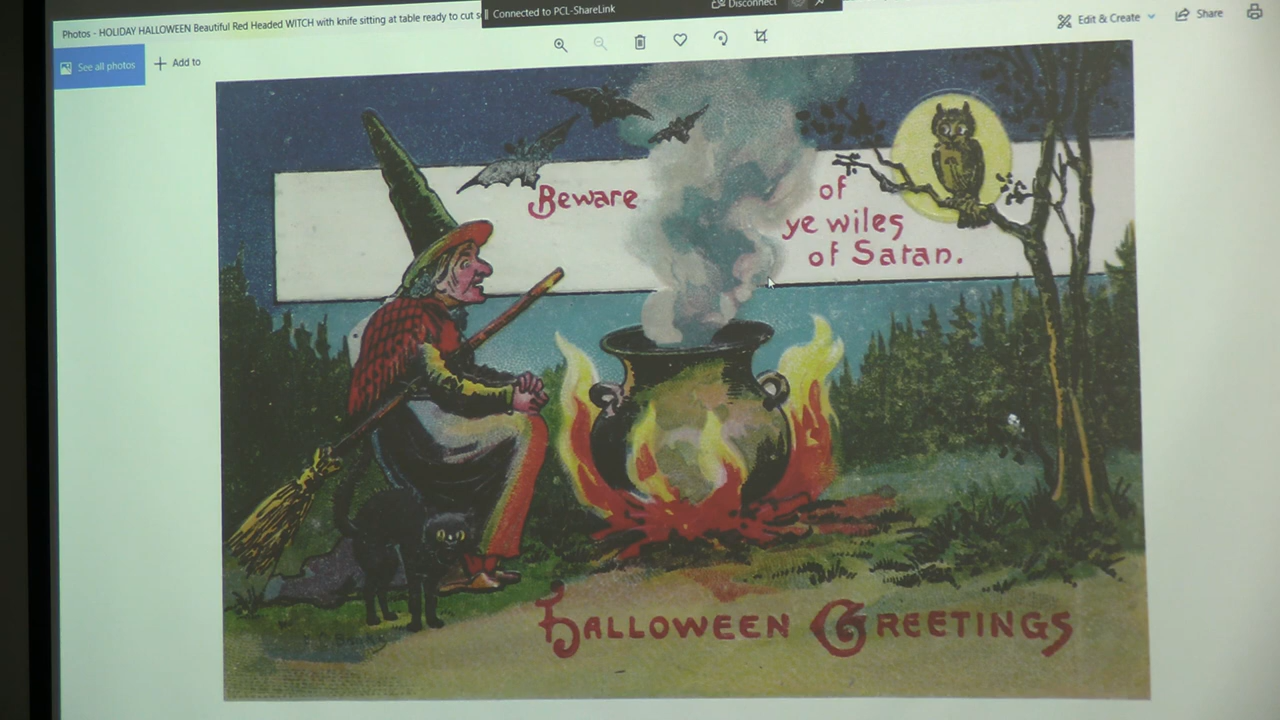 Photos - HOLIDAY HALLOWEEN Beautiful Red Headed WITCH with knife sitting at table ready to cut
Connected to PCL-ShareLink
Disconnect
See all photos
Add to
Edit & Create
Share
Beware of
ye wiles
of Satan.
HALLOWEEN GREETINGS